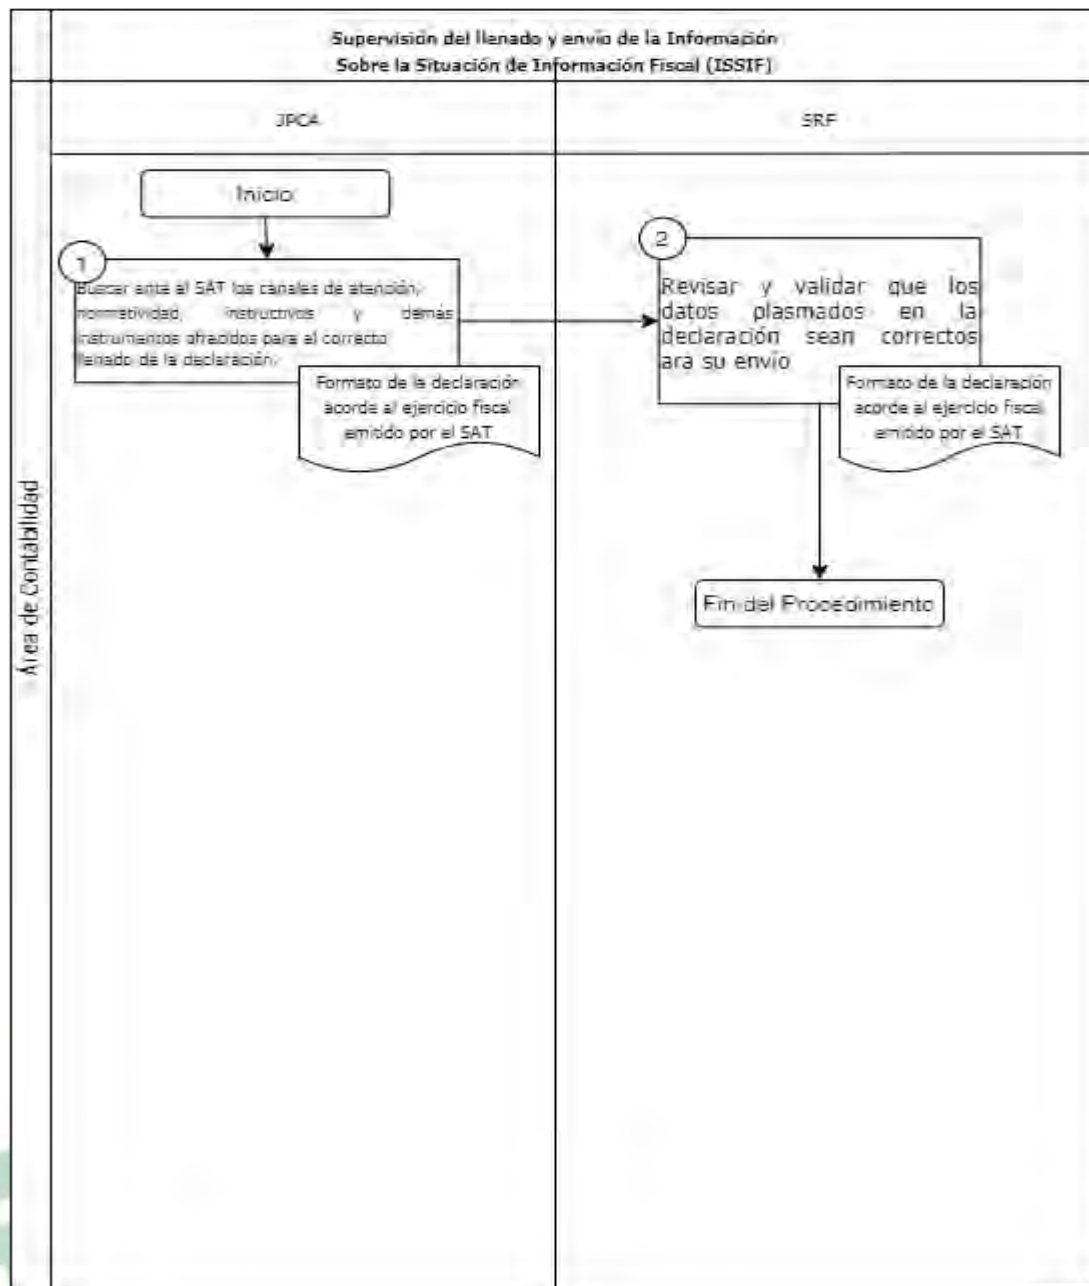 Supervisión del llenado y envío de la Información
Sobre la Situación de Información Fiscal (ISSIF)
Área de Contabilidad
JPCA
SRF
Inicio
1
Buscar ante el SAT los canales de atención,
normatividad, instructivos y demás
instrumentos ofrecidos para el correcto
llenado de la declaración.
Formato de la declaración
acorde al ejercicio fiscal
emitido por el SAT
2
Revisar y validar que los
datos plasmados en la
declaración sean correctos
ara su envío
Formato de la declaración
acorde al ejercicio fiscal
emitido por el SAT
Fin del Procedimiento